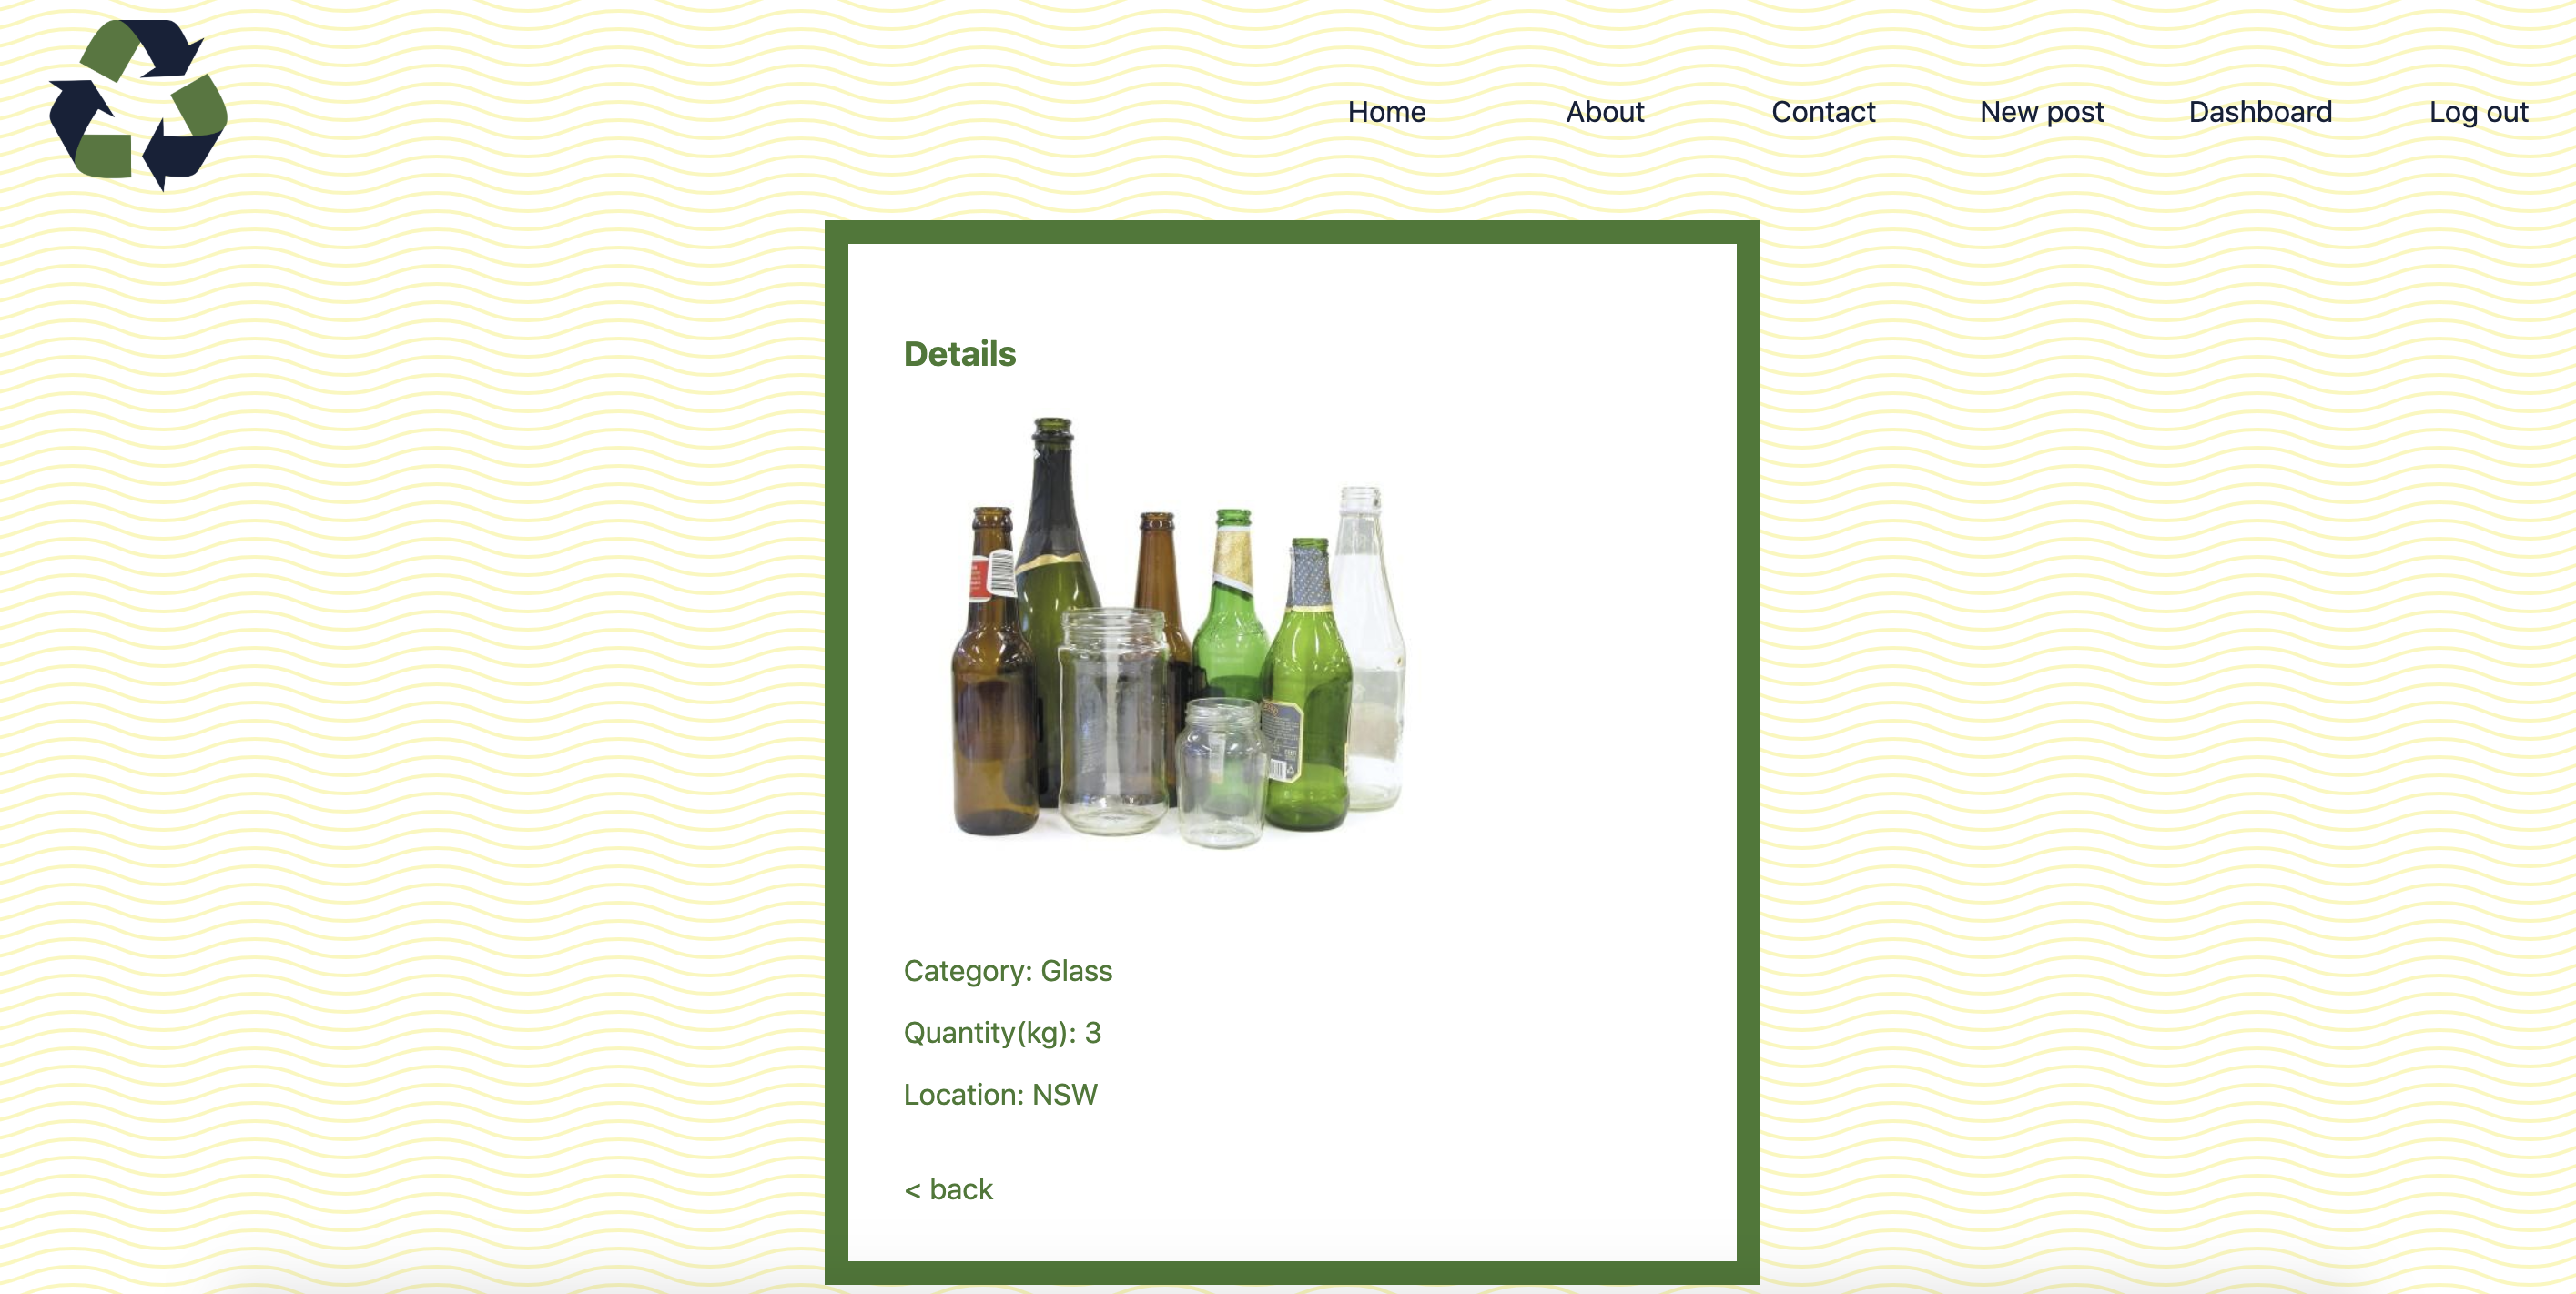 Home About Contact New post Dashboard Log out
Details
Category: Glass
Quantity(kg): 3
Location: NSW
< back